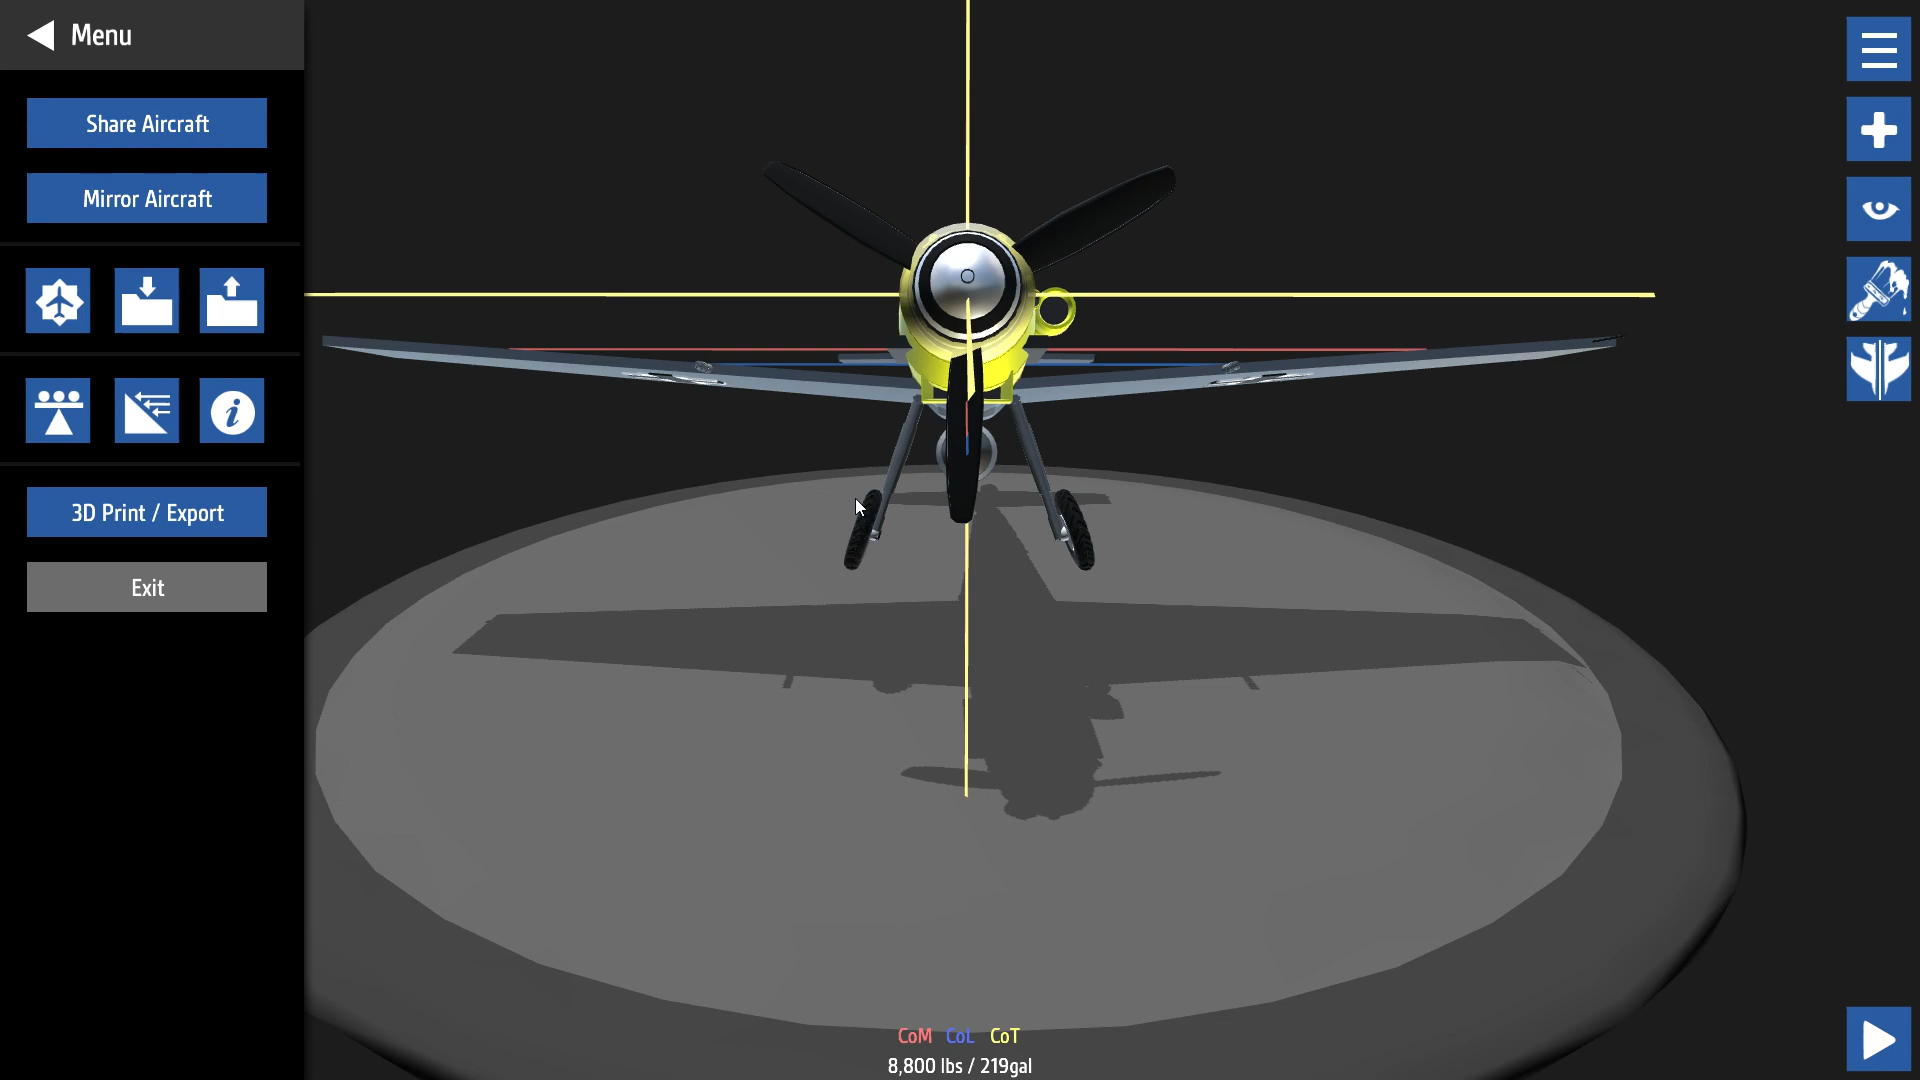 Menu
Share Aircraft
Mirror Aircraft
3D Print / Export
Exit
CoM CoL CoT
8,800 lbs / 219gal